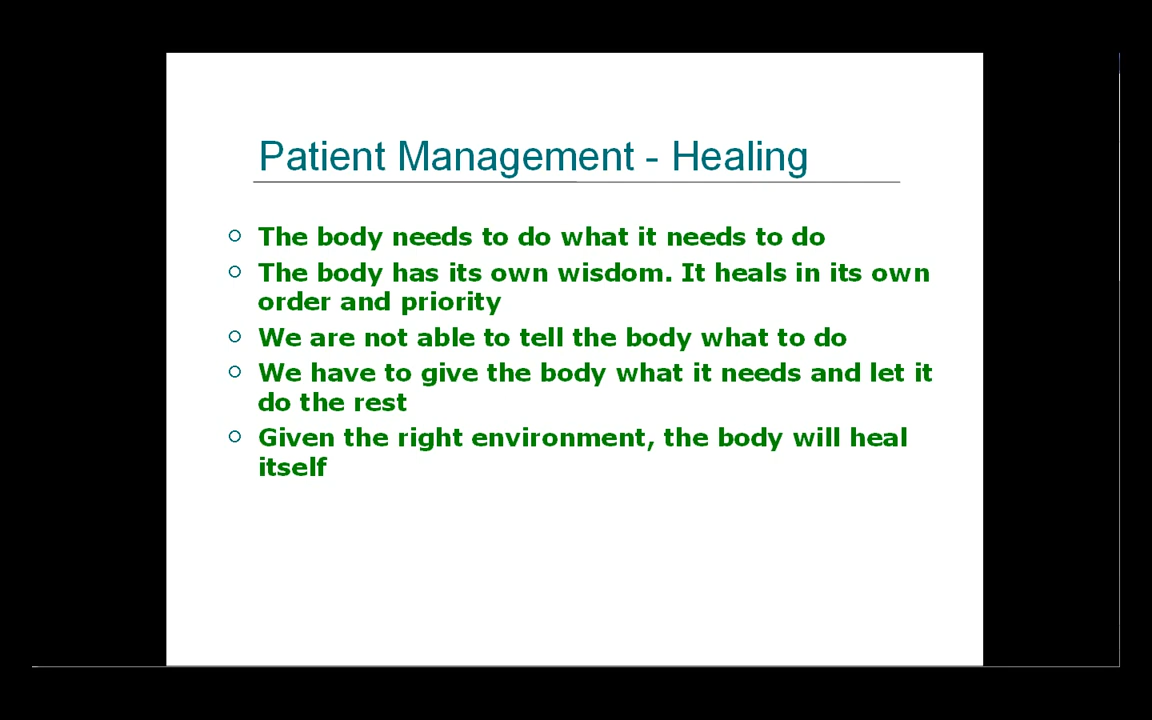 Patient Management - Healing
The body needs to do what it needs to do
The body has its own wisdom. It heals in its own
order and priority
We are not able to tell the body what to do
We have to give the body what it needs and let it
do the rest
Given the right environment, the body will heal
itself